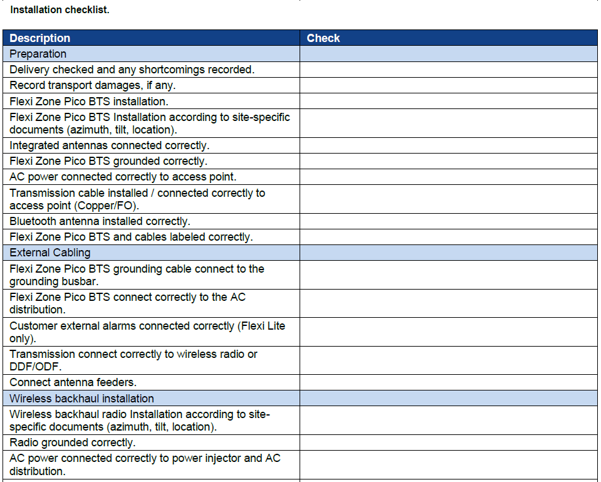 Installation checklist.
Description Check
Preparation
Delivery checked and any shortcomings recorded.
Record transport damages, if any.
Flexi Zone Pico BTS installation.
Flexi Zone Pico BTS Installation according to site-specific
documents (azimuth, tilt, location).
Integrated antennas connected correctly.
Flexi Zone Pico BTS grounded correctly.
AC power connected correctly to access point.
Transmission cable installed / connected correctly to
access point (Copper/FO).
Bluetooth antenna installed correctly.
Flexi Zone Pico BTS and cables labeled correctly.
External Cabling
Flexi Zone Pico BTS grounding cable connect to the
grounding busbar.
Flexi Zone Pico BTS connect correctly to the AC
distribution.
Customer external alarms connected correctly (Flexi Lite
only).
Transmission connect correctly to wireless radio or
DDF/ODF.
Connect antenna feeders.
Wireless backhaul installation
Wireless backhaul radio Installation according to site-
specific documents (azimuth, tilt, location).
Radio grounded correctly.
AC power connected correctly to power injector and AC
distribution.